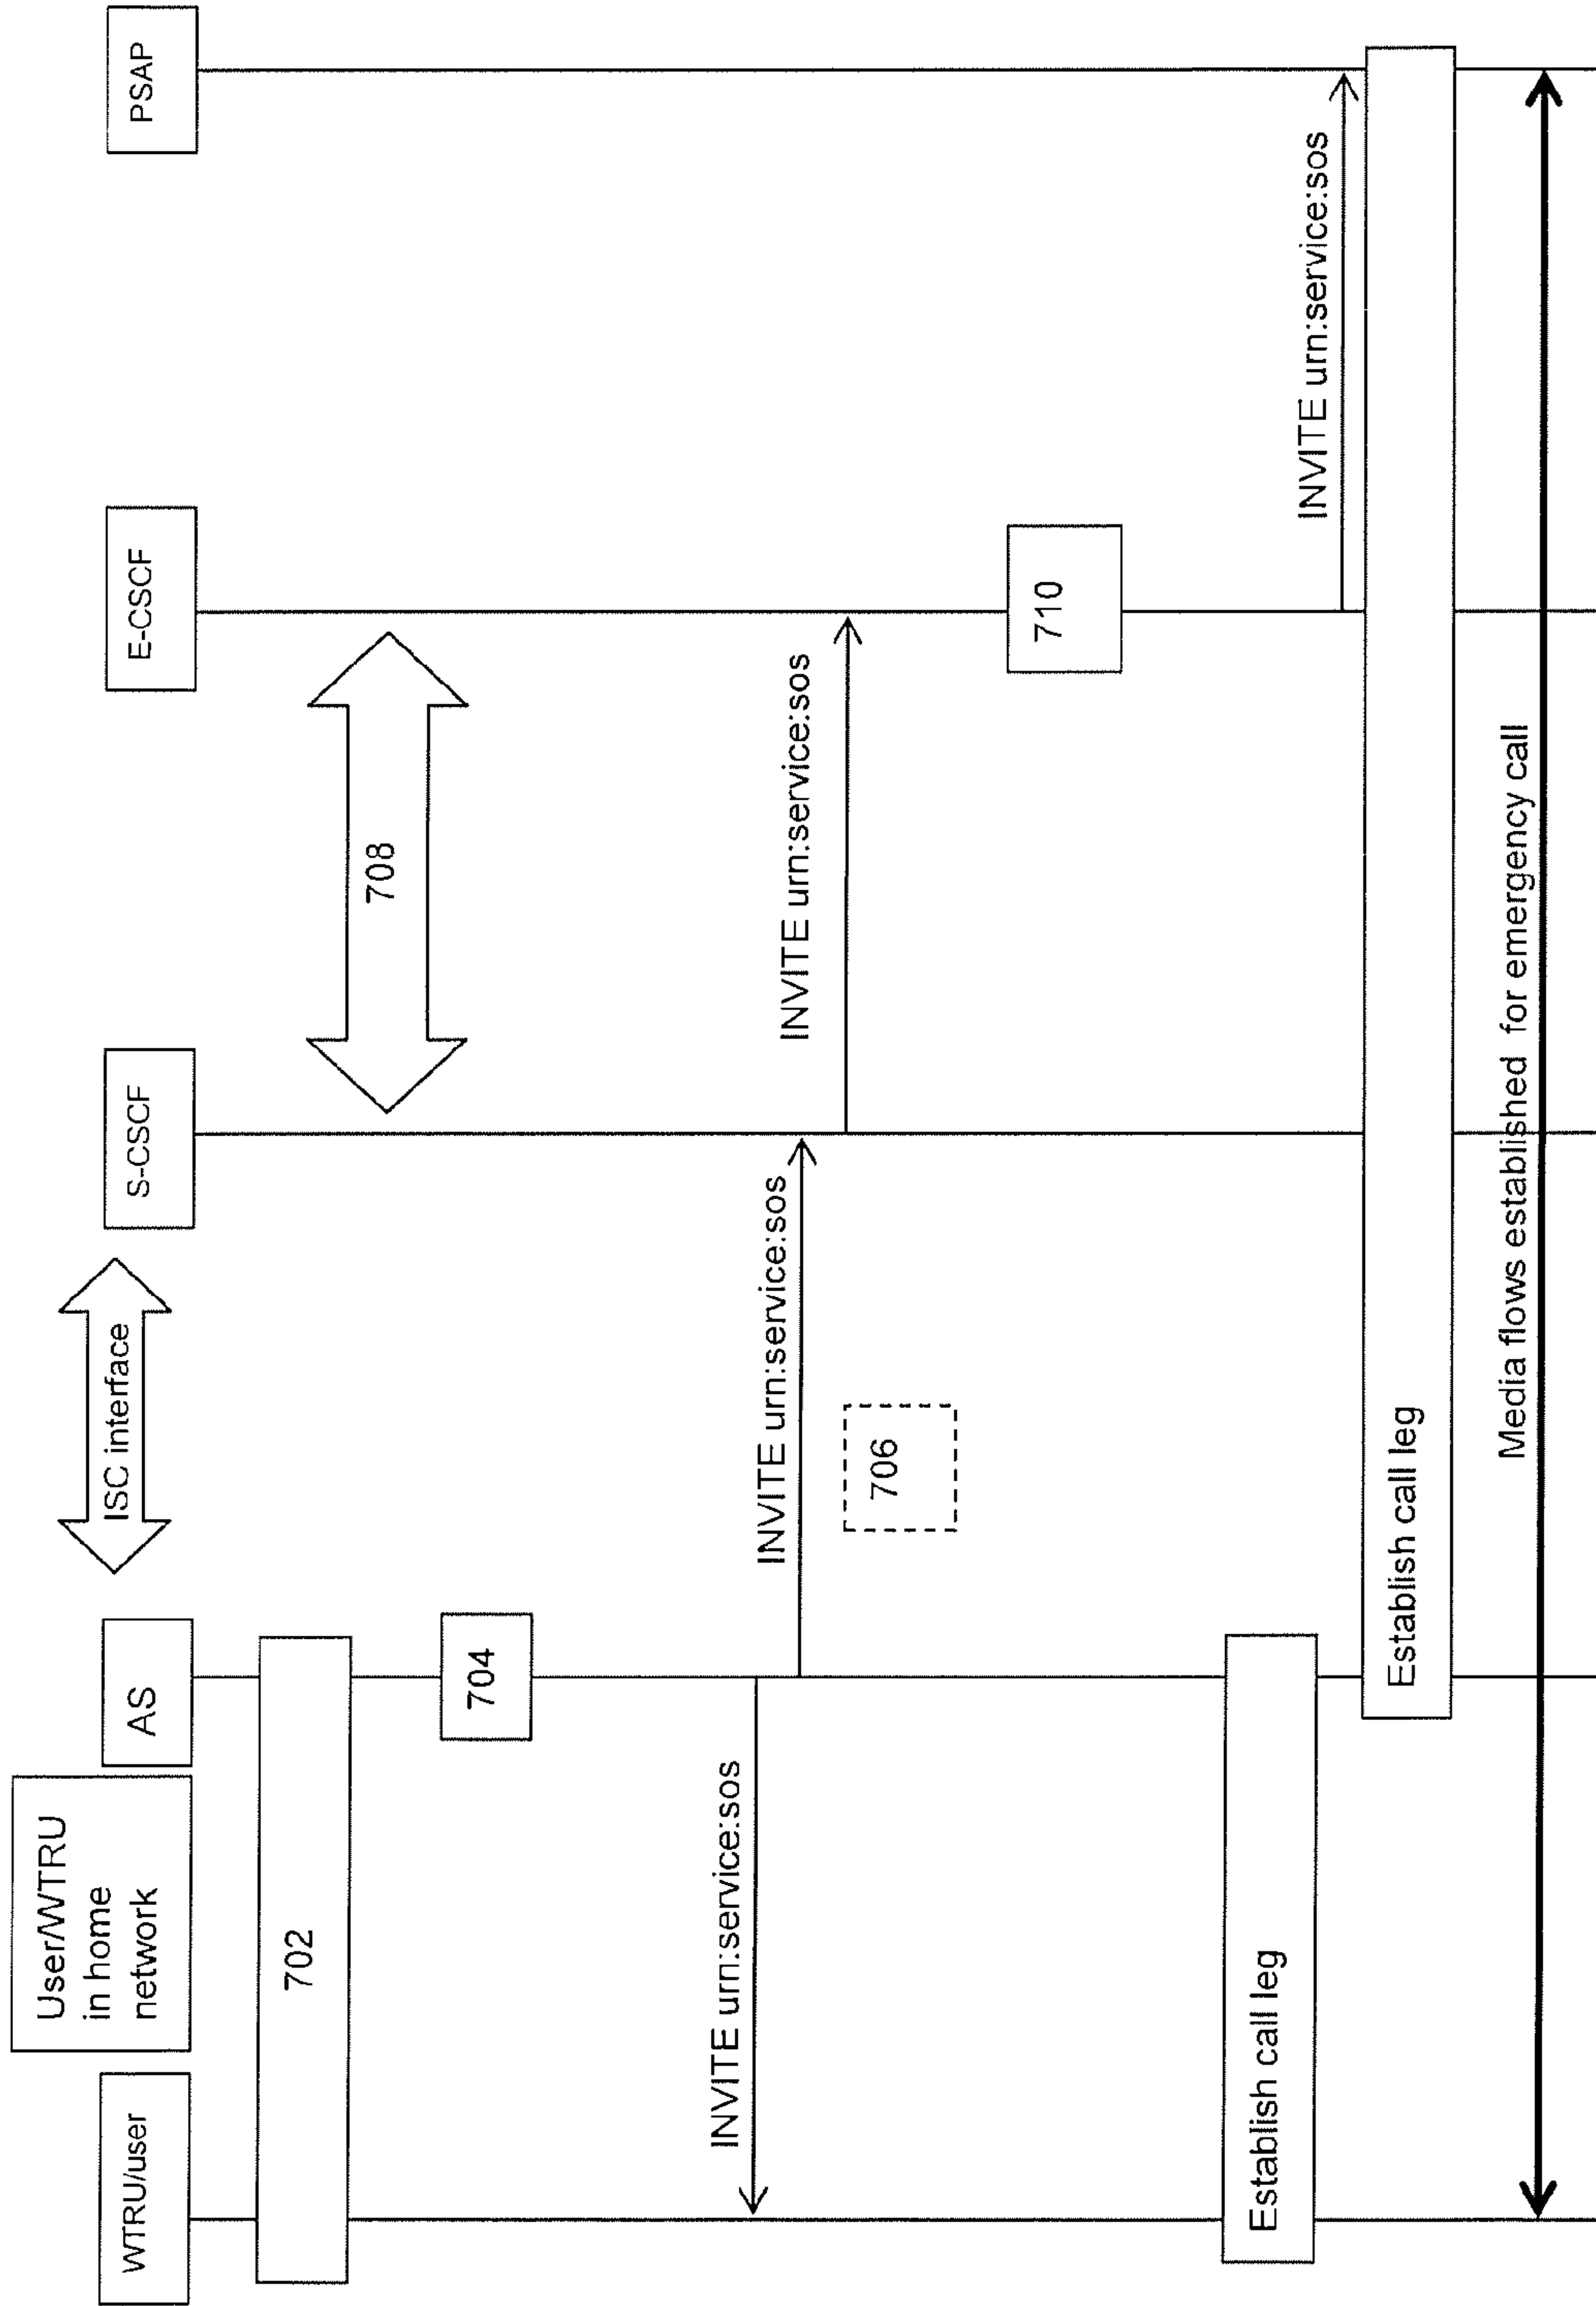 User/WTRU
in home
network
ISC interface
WTRU/user
AS
S-CSCF
E-CSCF
PSAP
702
708
704
INVITE urn:service:sos
INVITE urn:service:sos
INVITE urn:service:sos
706
710
Establish call leg
INVITE urn:service:sos
Establish call leg
Media flows established for emergency call